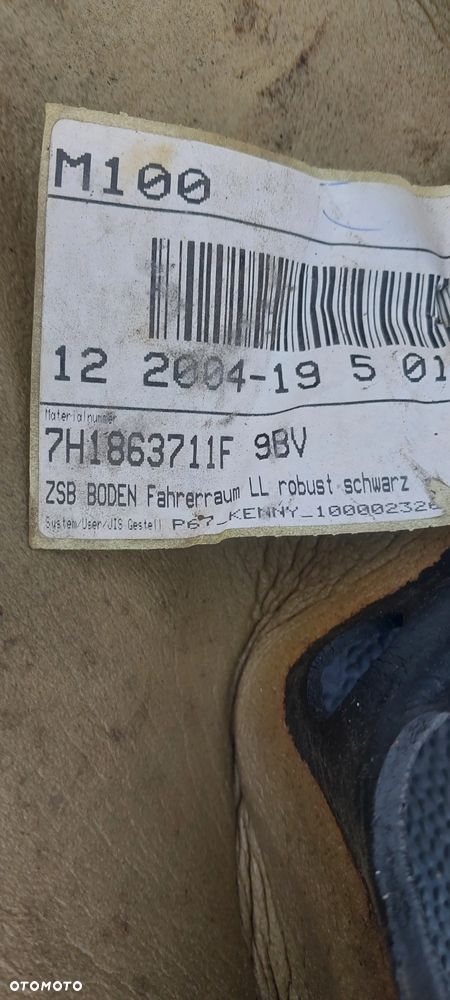 M100
12 2004-19 5 01
Materialnummer
7H1863711F 9BV
ZSB BODEN Fahrerraum LL robust schwarz
System/User/JIS Gestell P67_KENNY_100002326
OTOMOTO